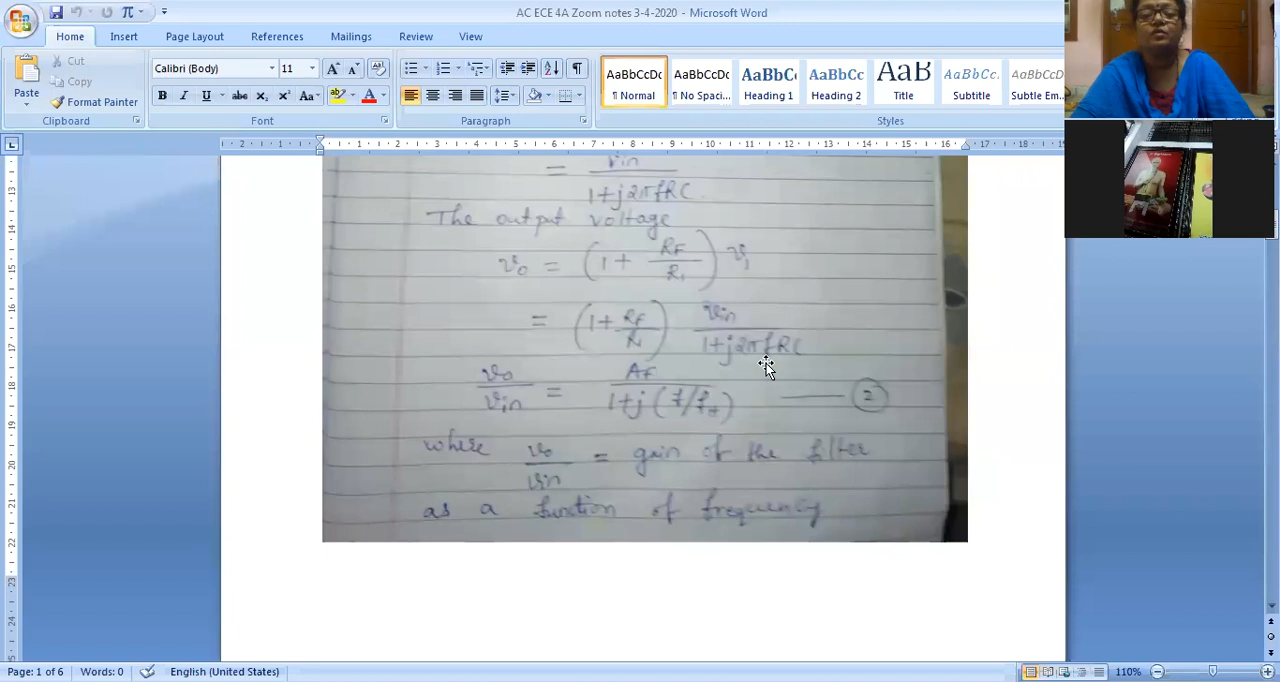 AC ECE 4A Zoom notes 3-4-2020 - Microsoft Word
Home Insert Page Layout References Mailings Review View
Paste
Cut
Copy
Format Painter
Clipboard
Calibri (Body) 11
Font
Paragraph
AaBbCcDc AaBbCcDc AaBbC AaBbCc AaB AaBbCc. AaBbCcD
¶ Normal ¶ No Spaci... Heading 1 Heading 2 Title Subtitle Subtle Em...
Styles
= vin / 1+j2πfRC
The output voltage
v₀ = (1 + RF/R₁) v₁
= (1 + RF/R₁) vin / 1+j2πfRC
v₀/vin = AF / 1+j(f/fH) —— ②
where v₀/vin = gain of the filter
as a function of frequency
Page: 1 of 6 Words: 0 English (United States) 110%